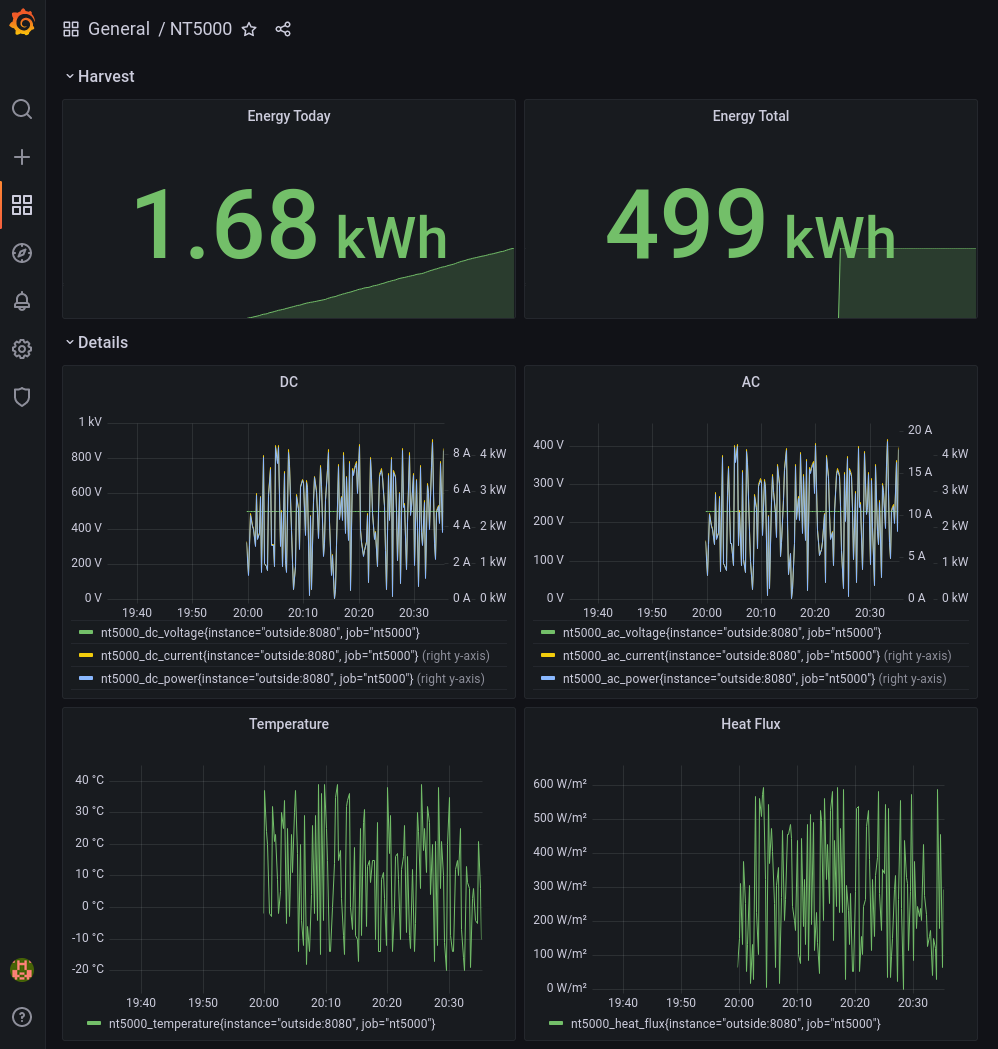 General / NT5000
Harvest
Energy Today
1.68 kWh
Energy Total
499 kWh
Details
DC
1 kV
800 V
600 V
400 V
200 V
0 V
8 A 4 kW
6 A 3 kW
4 A 2 kW
2 A 1 kW
0 A 0 kW
19:40 19:50 20:00 20:10 20:20 20:30
nt5000_dc_voltage{instance="outside:8080", job="nt5000"}
nt5000_dc_current{instance="outside:8080", job="nt5000"} (right y-axis)
nt5000_dc_power{instance="outside:8080", job="nt5000"} (right y-axis)
AC
400 V
300 V
200 V
100 V
0 V
20 A
15 A
10 A
5 A
0 A
4 kW
3 kW
2 kW
1 kW
0 kW
19:40 19:50 20:00 20:10 20:20 20:30
nt5000_ac_voltage{instance="outside:8080", job="nt5000"}
nt5000_ac_current{instance="outside:8080", job="nt5000"} (right y-axis)
nt5000_ac_power{instance="outside:8080", job="nt5000"} (right y-axis)
Temperature
40 °C
30 °C
20 °C
10 °C
0 °C
-10 °C
-20 °C
19:40 19:50 20:00 20:10 20:20 20:30
nt5000_temperature{instance="outside:8080", job="nt5000"}
Heat Flux
600 W/m²
500 W/m²
400 W/m²
300 W/m²
200 W/m²
100 W/m²
0 W/m²
19:40 19:50 20:00 20:10 20:20 20:30
nt5000_heat_flux{instance="outside:8080", job="nt5000"}